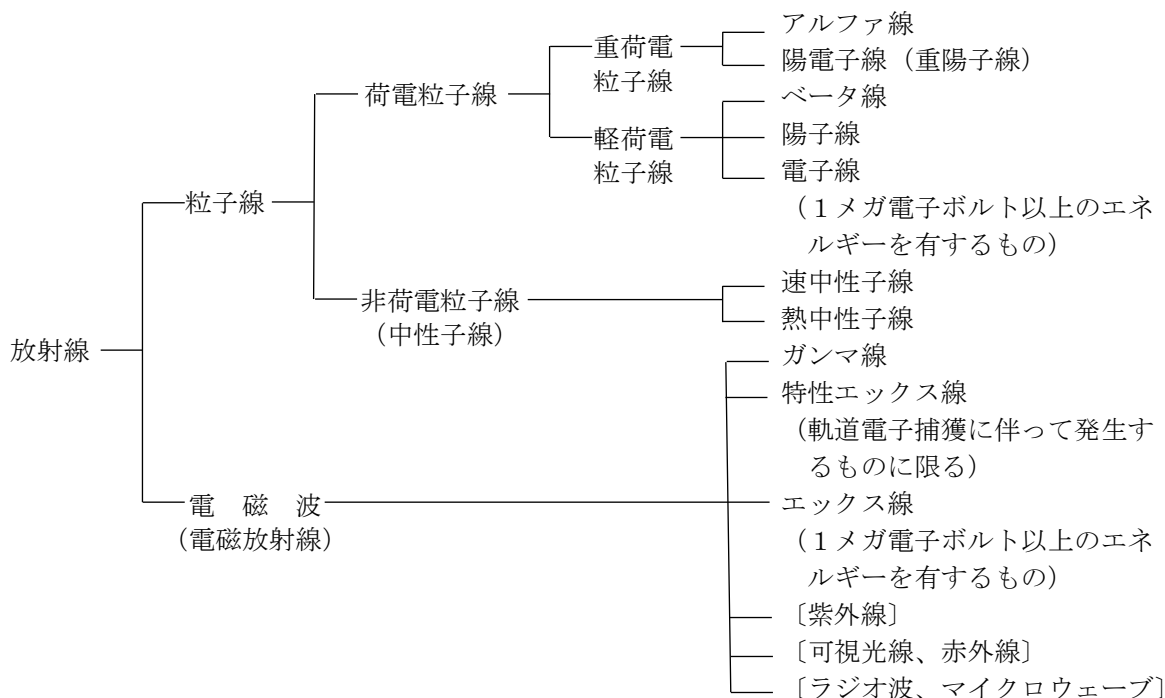 アルファ線
重荷電
粒子線
陽電子線（重陽子線）
荷電粒子線
ベータ線
軽荷電
粒子線
陽子線
電子線
（１メガ電子ボルト以上のエネ
ルギーを有するもの）
粒子線
速中性子線
非荷電粒子線
（中性子線）
熱中性子線
放射線
ガンマ線
特性エックス線
（軌道電子捕獲に伴って発生す
るものに限る）
電　磁　波
（電磁放射線）
エックス線
（１メガ電子ボルト以上のエネ
ルギーを有するもの）
〔紫外線〕
〔可視光線、赤外線〕
〔ラジオ波、マイクロウェーブ〕